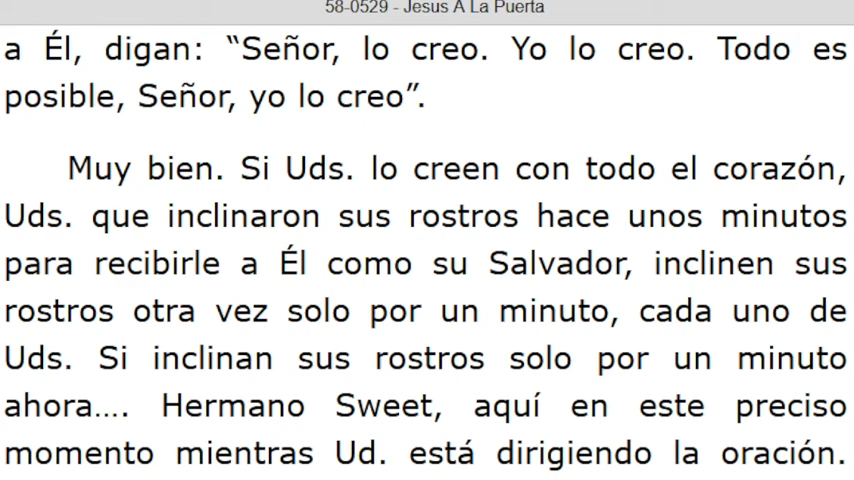 58-0529 - Jesus A La Puerta
a Él, digan: “Señor, lo creo. Yo lo creo. Todo es
posible, Señor, yo lo creo”.
Muy bien. Si Uds. lo creen con todo el corazón,
Uds. que inclinaron sus rostros hace unos minutos
para recibirle a Él como su Salvador, inclinen sus
rostros otra vez solo por un minuto, cada uno de
Uds. Si inclinan sus rostros solo por un minuto
ahora…. Hermano Sweet, aquí en este preciso
momento mientras Ud. está dirigiendo la oración.